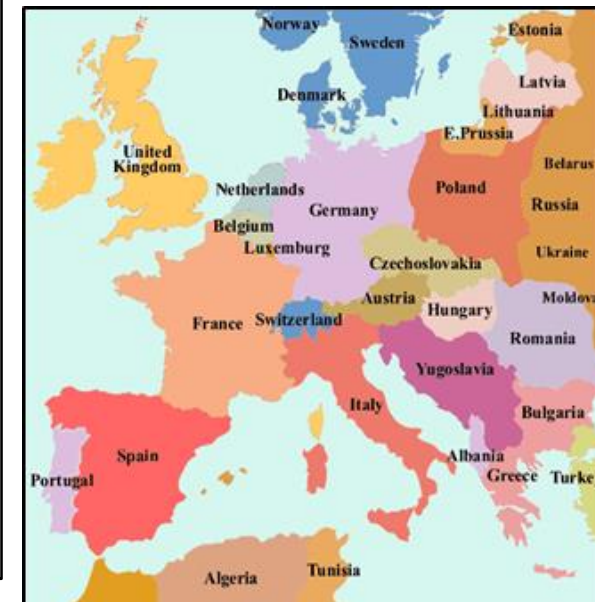 Norway
Sweden
Estonia
Latvia
Denmark
Lithuania
E.Prussia
United
Kingdom
Belarus
Netherlands
Poland
Russia
Germany
Belgium
Luxemburg
Ukraine
Czechoslovakia
Austria
Moldova
Hungary
France
Switzerland
Romania
Yugoslavia
Italy
Bulgaria
Spain
Albania
Portugal
Greece
Turke
Algeria
Tunisia